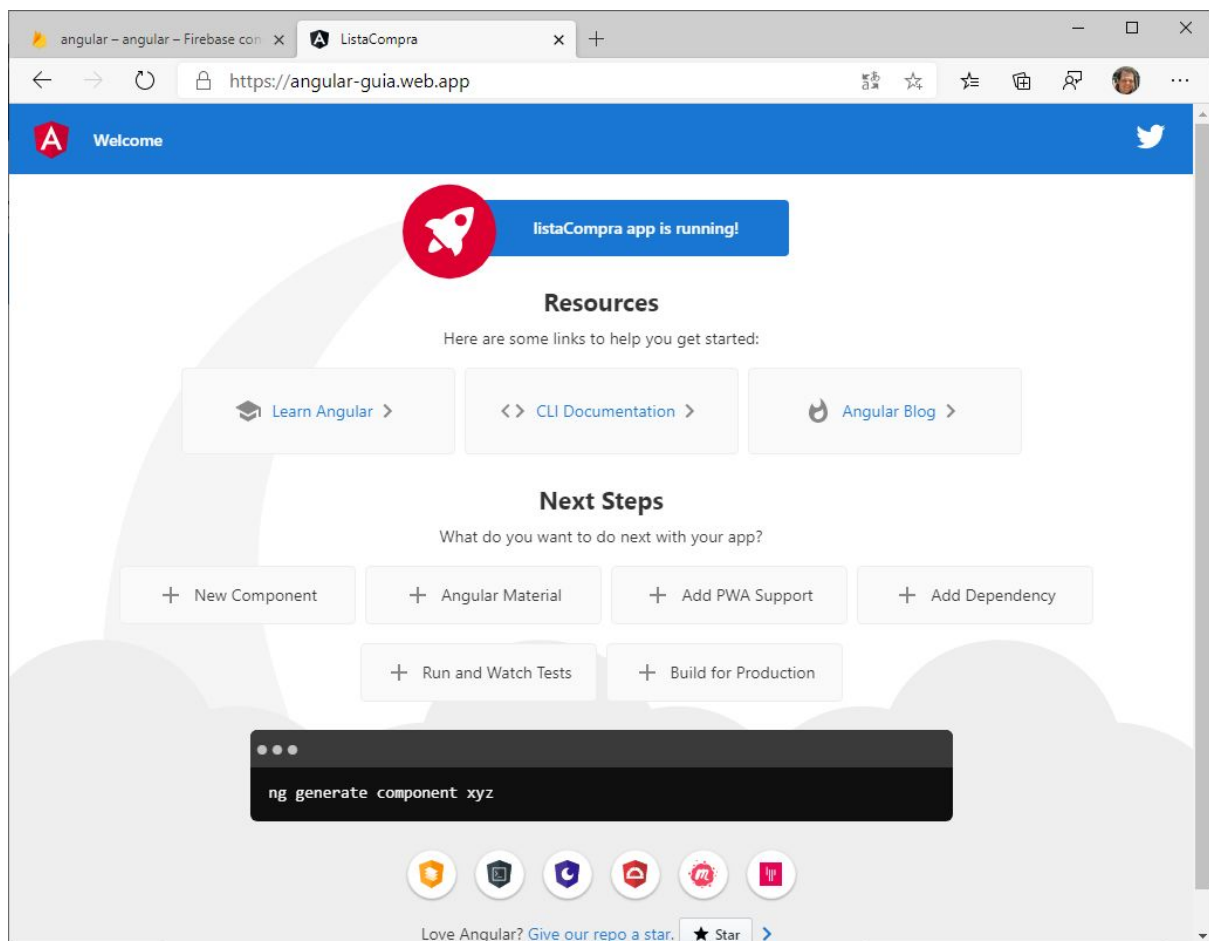 angular – angular – Firebase con
ListaCompra
https://angular-guia.web.app
Welcome
listaCompra app is running!
Resources
Here are some links to help you get started:
Learn Angular
CLI Documentation
Angular Blog
Next Steps
What do you want to do next with your app?
New Component
Angular Material
Add PWA Support
Add Dependency
Run and Watch Tests
Build for Production
ng generate component xyz
Love Angular? Give our repo a star. Star